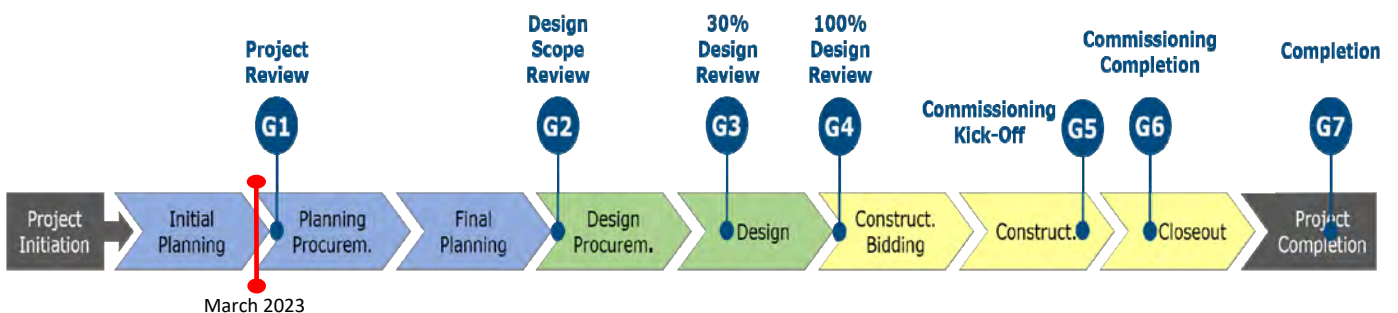 Project
Review
G1
Design
Scope
Review
G2
30%
Design
Review
G3
100%
Design
Review
G4
Commissioning
Kick-Off
G5
Commissioning
Completion
G6
Completion
G7
Project
Initiation
Initial
Planning
Planning
Procurem.
Final
Planning
Design
Procurem.
Design
Construct.
Bidding
Construct.
Closeout
Project
Completion
March 2023